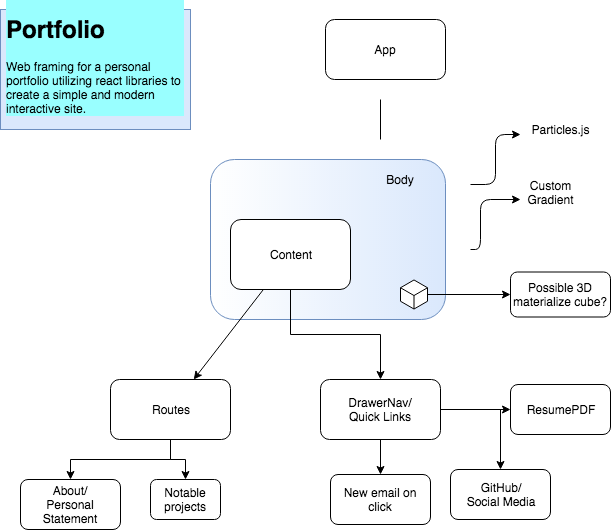 Portfolio
Web framing for a personal
portfolio utilizing react libraries to
create a simple and modern
interactive site.
App
Particles.js
Body
Custom
Gradient
Content
Possible 3D
materialize cube?
Routes
DrawerNav/
Quick Links
ResumePDF
About/
Personal
Statement
Notable
projects
New email on
click
GitHub/
Social Media